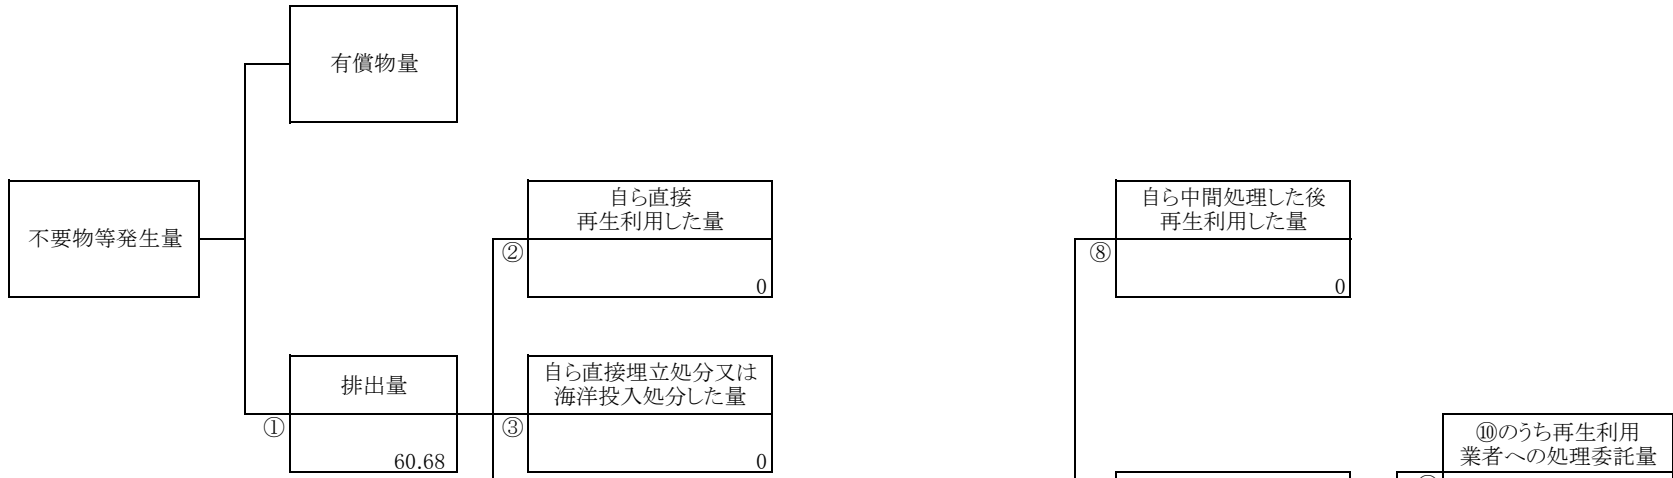 有償物量
不要物等発生量
自ら直接
再生利用した量
②
0
自ら中間処理した後
再生利用した量
⑧
0
排出量
①
60.68
自ら直接埋立処分又は
海洋投入処分した量
③
0
⑩のうち再生利用
業者への処理委託量